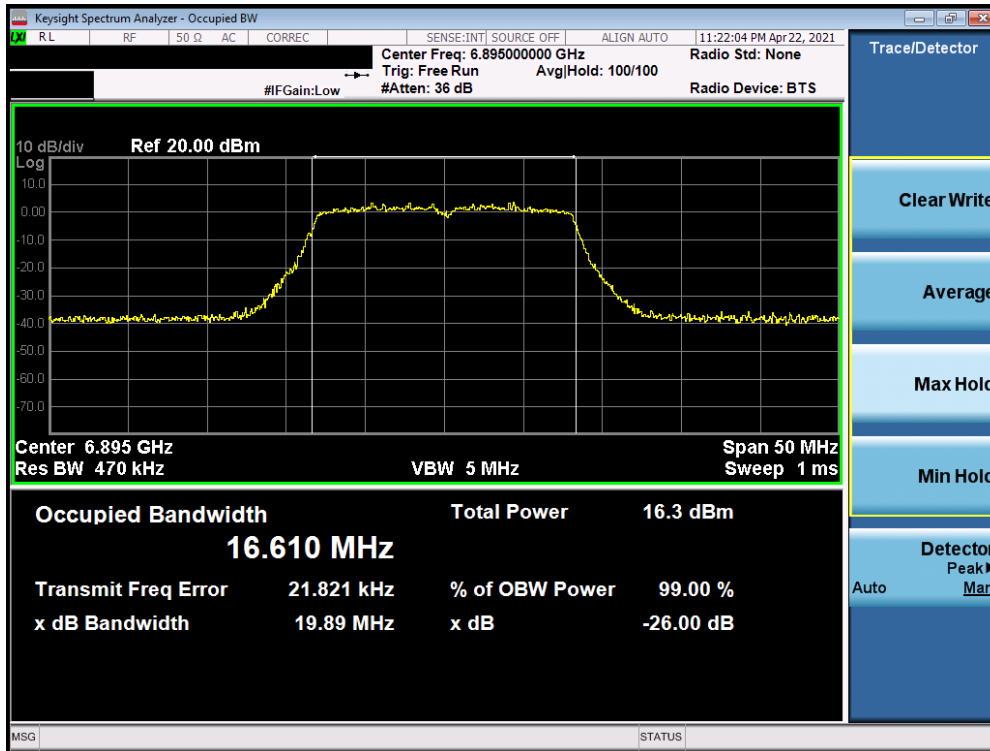 Keysight Spectrum Analyzer - Occupied BW
LXI RL RF 50 Ω AC CORREC SENSE:INT SOURCE OFF ALIGN AUTO 11:22:04 PM Apr 22, 2021
Center Freq: 6.895000000 GHz Radio Std: None
Trig: Free Run Avg|Hold: 100/100
#IFGain:Low #Atten: 36 dB Radio Device: BTS
10 dB/div Ref 20.00 dBm
Log
10.0
0.00
-10.0
-20.0
-30.0
-40.0
-50.0
-60.0
-70.0
Center 6.895 GHz Span 50 MHz
Res BW 470 kHz VBW 5 MHz Sweep 1 ms
Occupied Bandwidth Total Power 16.3 dBm
16.610 MHz
Transmit Freq Error 21.821 kHz % of OBW Power 99.00 %
x dB Bandwidth 19.89 MHz x dB -26.00 dB
Trace/Detector
Clear Write
Average
Max Hold
Min Hold
Detector
Peak
Auto Man
MSG STATUS